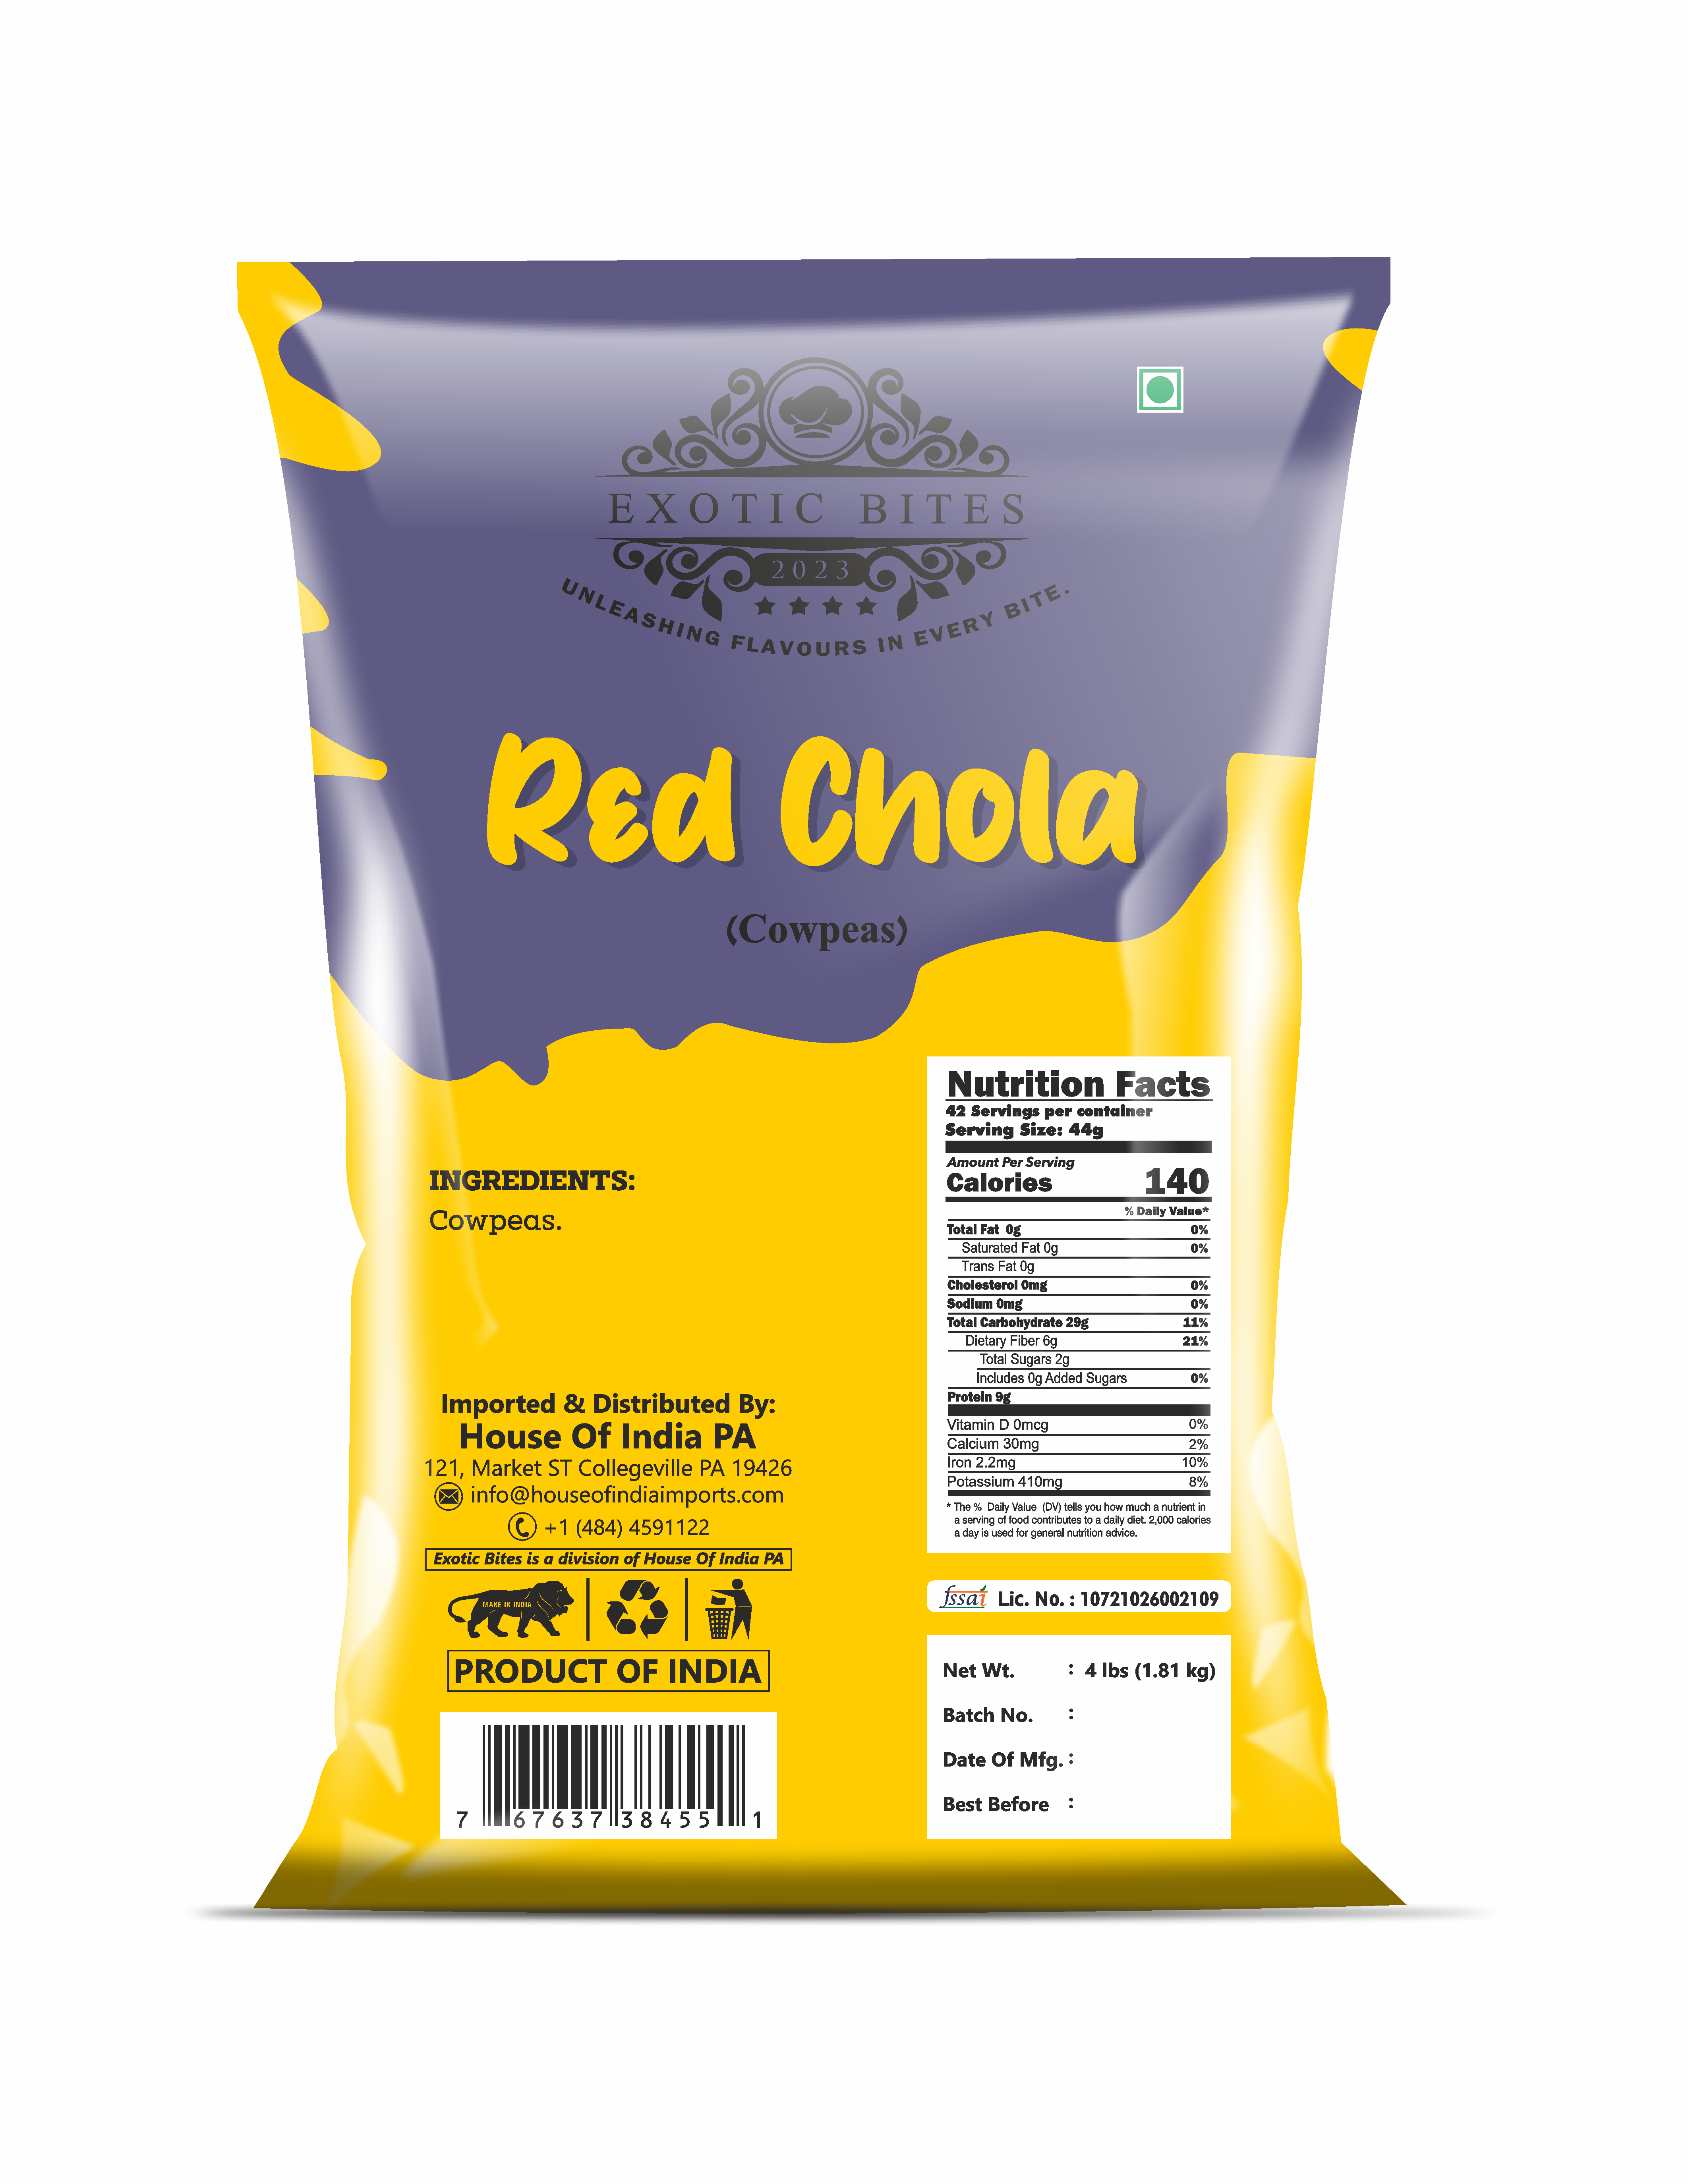 EXOTIC BITES
2023
UNLEASHING FLAVOURS IN EVERY BITE.
Red Chola
(Cowpeas)
INGREDIENTS:
Cowpeas.
Imported & Distributed By:
House Of India PA
121, Market ST Collegeville PA 19426
info@houseofindiaimports.com
+1 (484) 4591122
Exotic Bites is a division of House Of India PA
MAKE IN INDIA
PRODUCT OF INDIA
7 67637 38455 1
Nutrition Facts
42 Servings per container
Serving Size: 44g
Amount Per Serving
Calories 140
% Daily Value*
Total Fat 0g 0%
Saturated Fat 0g 0%
Trans Fat 0g
Cholesterol 0mg 0%
Sodium 0mg 0%
Total Carbohydrate 29g 11%
Dietary Fiber 6g 21%
Total Sugars 2g
Includes 0g Added Sugars 0%
Protein 9g
Vitamin D 0mcg 0%
Calcium 30mg 2%
Iron 2.2mg 10%
Potassium 410mg 8%
* The % Daily Value (DV) tells you how much a nutrient in
a serving of food contributes to a daily diet. 2,000 calories
a day is used for general nutrition advice.
fssai Lic. No. : 10721026002109
Net Wt. : 4 lbs (1.81 kg)
Batch No. :
Date Of Mfg. :
Best Before :